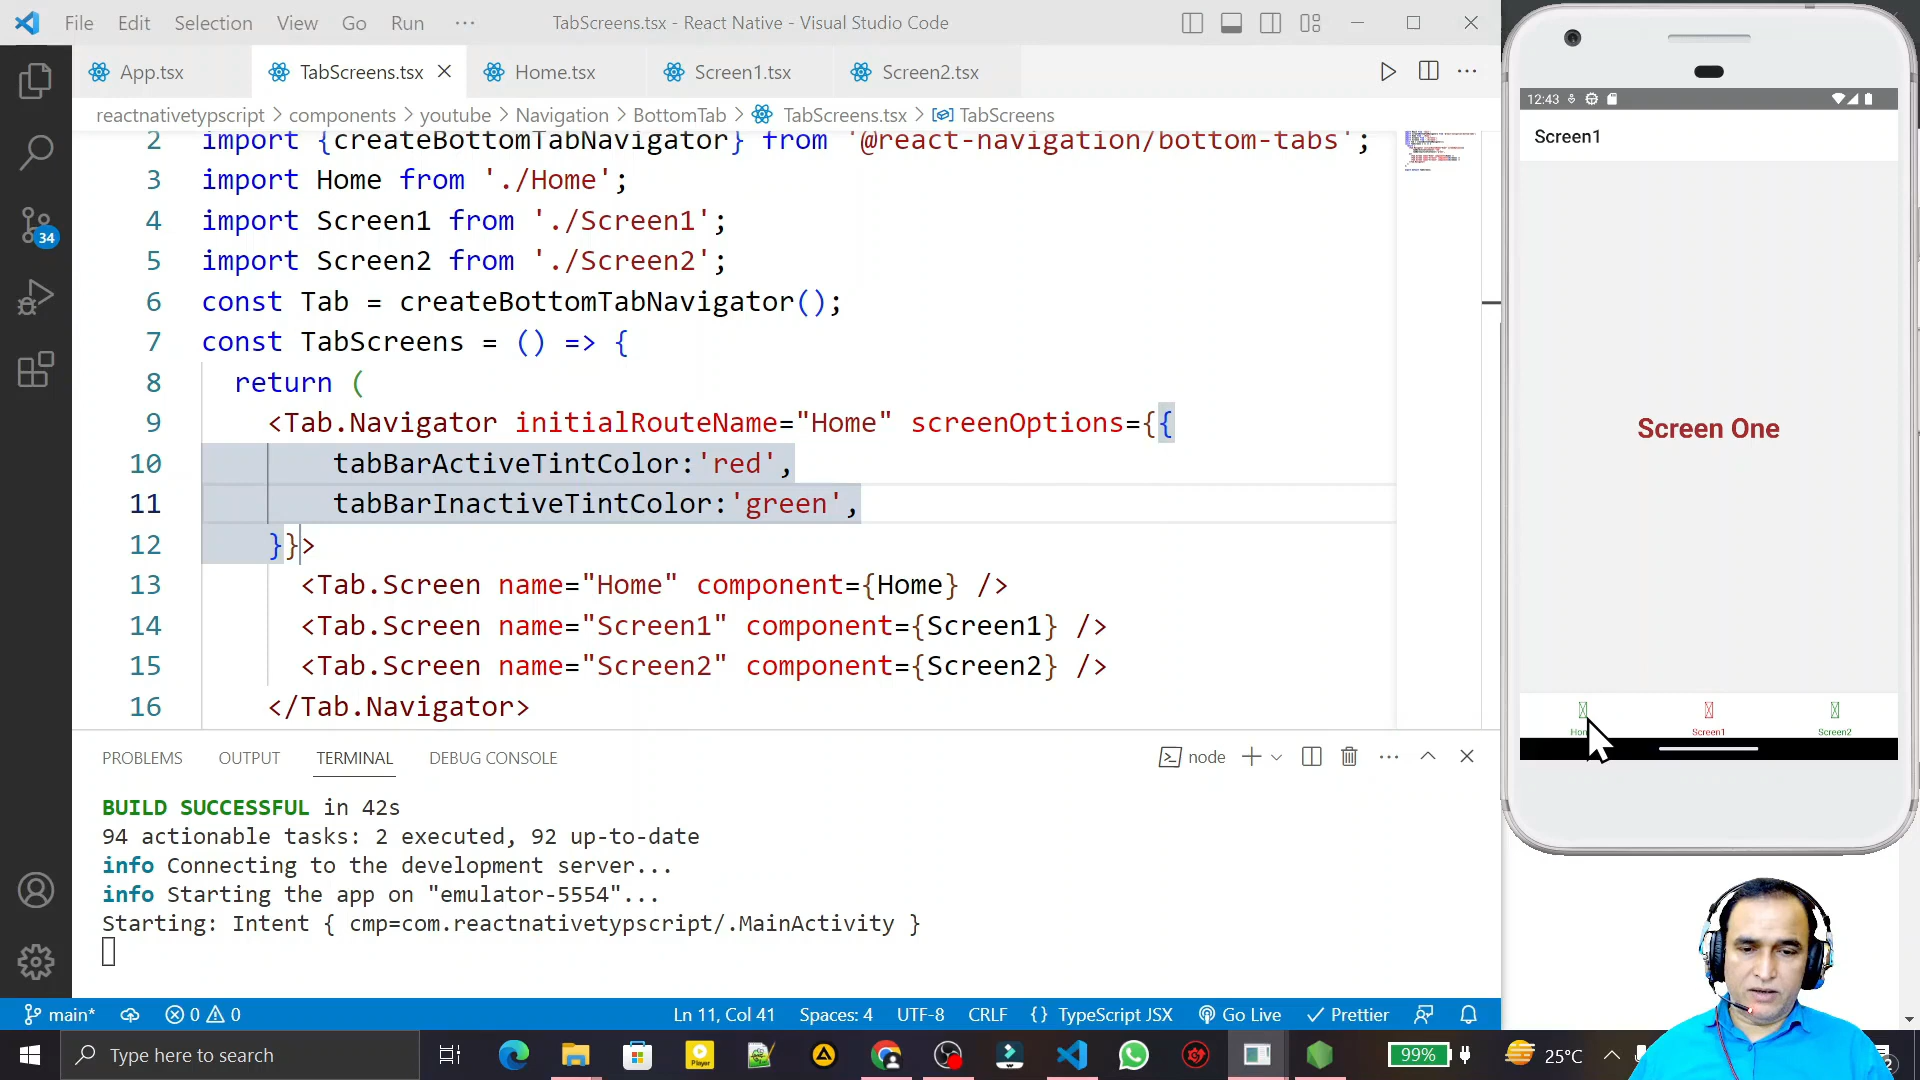 File Edit Selection View Go Run ··· TabScreens.tsx - React Native - Visual Studio Code
App.tsx TabScreens.tsx Home.tsx Screen1.tsx Screen2.tsx
reactnativetypscript > components > youtube > Navigation > BottomTab > TabScreens.tsx > TabScreens
2 import {createBottomTabNavigator} from '@react-navigation/bottom-tabs';
3 import Home from './Home';
4 import Screen1 from './Screen1';
5 import Screen2 from './Screen2';
6 const Tab = createBottomTabNavigator();
7 const TabScreens = () => {
8 return (
9 <Tab.Navigator initialRouteName="Home" screenOptions={{
10 tabBarActiveTintColor:'red',
11 tabBarInactiveTintColor:'green',
12 }}>
13 <Tab.Screen name="Home" component={Home} />
14 <Tab.Screen name="Screen1" component={Screen1} />
15 <Tab.Screen name="Screen2" component={Screen2} />
16 </Tab.Navigator>
34
PROBLEMS OUTPUT TERMINAL DEBUG CONSOLE node
BUILD SUCCESSFUL in 42s
94 actionable tasks: 2 executed, 92 up-to-date
info Connecting to the development server...
info Starting the app on "emulator-5554"...
Starting: Intent { cmp=com.reactnativetypscript/.MainActivity }
main* 0 0 Ln 11, Col 41 Spaces: 4 UTF-8 CRLF {} TypeScript JSX Go Live Prettier
Type here to search Player 99% 25°C
12:43
Screen1
Screen One
Screen1 Screen2